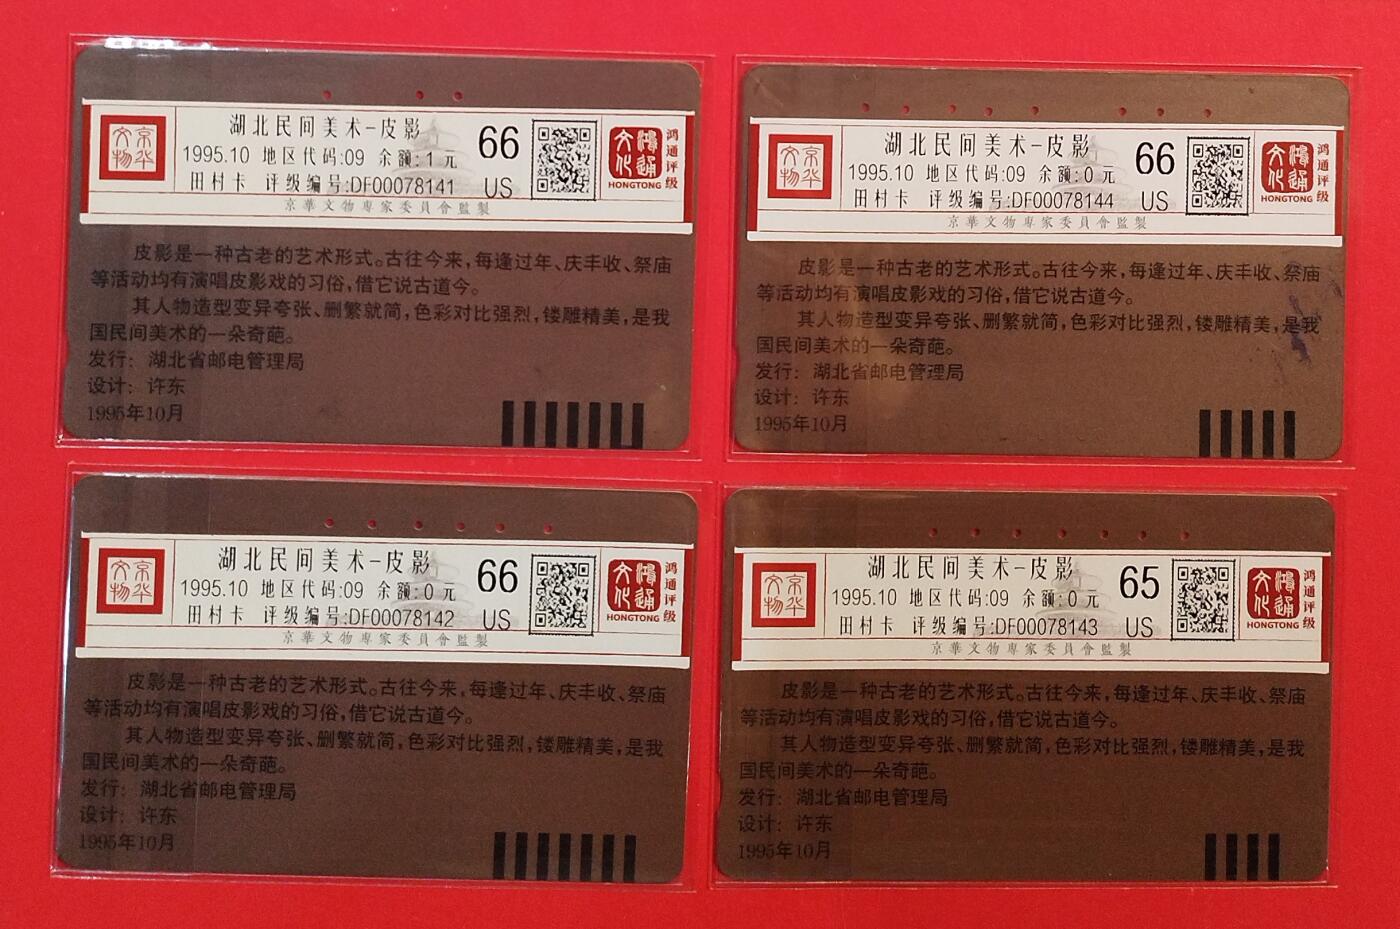 湖北民间美术-皮影
1995.10 地区代码:09 余额:1元
田村卡 评级编号:DF00078141
66
US
京华文物
鸿通文化
HONGTONG
鸿通评级
京華文物專家委員會監製
皮影是一种古老的艺术形式。古往今来,每逢过年、庆丰收、祭庙
等活动均有演唱皮影戏的习俗,借它说古道今。
其人物造型变异夸张、删繁就简,色彩对比强烈,镂雕精美,是我
国民间美术的一朵奇葩。
发行: 湖北省邮电管理局
设计: 许东
1995年10月
湖北民间美术-皮影
1995.10 地区代码:09 余额:0元
田村卡 评级编号:DF00078144
66
US
京华文物
鸿通文化
HONGTONG
鸿通评级
京華文物專家委員會監製
皮影是一种古老的艺术形式。古往今来,每逢过年、庆丰收、祭庙
等活动均有演唱皮影戏的习俗,借它说古道今。
其人物造型变异夸张、删繁就简,色彩对比强烈,镂雕精美,是我
国民间美术的一朵奇葩。
发行: 湖北省邮电管理局
设计: 许东
1995年10月
湖北民间美术-皮影
1995.10 地区代码:09 余额:0元
田村卡 评级编号:DF00078142
66
US
京华文物
鸿通文化
HONGTONG
鸿通评级
京華文物專家委員會監製
皮影是一种古老的艺术形式。古往今来,每逢过年、庆丰收、祭庙
等活动均有演唱皮影戏的习俗,借它说古道今。
其人物造型变异夸张、删繁就简,色彩对比强烈,镂雕精美,是我
国民间美术的一朵奇葩。
发行: 湖北省邮电管理局
设计: 许东
1995年10月
湖北民间美术-皮影
1995.10 地区代码:09 余额:0元
田村卡 评级编号:DF00078143
65
US
京华文物
鸿通文化
HONGTONG
鸿通评级
京華文物專家委員會監製
皮影是一种古老的艺术形式。古往今来,每逢过年、庆丰收、祭庙
等活动均有演唱皮影戏的习俗,借它说古道今。
其人物造型变异夸张、删繁就简,色彩对比强烈,镂雕精美,是我
国民间美术的一朵奇葩。
发行: 湖北省邮电管理局
设计: 许东
1995年10月